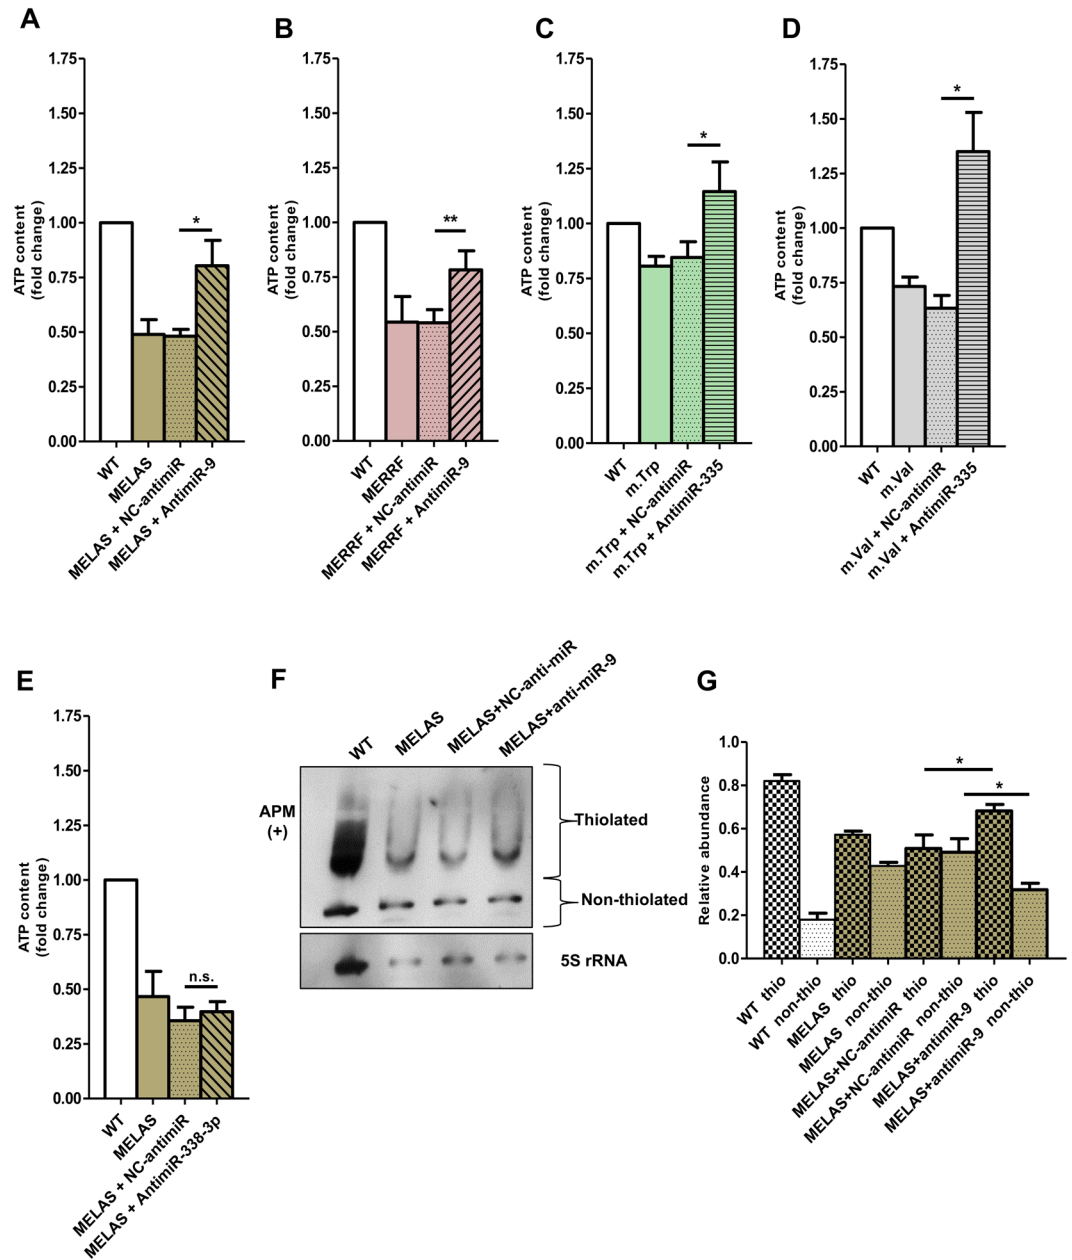 A
1.75
1.50
1.25
1.00
0.75
0.50
0.25
0.00
ATP content
(fold change)
*
WT
MELAS
MELAS + NC-antimiR
MELAS + AntimiR-9
B
1.75
1.50
1.25
1.00
0.75
0.50
0.25
0.00
ATP content
(fold change)
**
WT
MERRF
MERRF + NC-antimiR
MERRF + AntimiR-9
C
1.75
1.50
1.25
1.00
0.75
0.50
0.25
0.00
ATP content
(fold change)
*
WT
m.Trp
m.Trp + NC-antimiR
m.Trp + AntimiR-335
D
1.75
1.50
1.25
1.00
0.75
0.50
0.25
0.00
ATP content
(fold change)
*
WT
m.Val
m.Val + NC-antimiR
m.Val + AntimiR-335
E
1.75
1.50
1.25
1.00
0.75
0.50
0.25
0.00
ATP content
(fold change)
n.s.
WT
MELAS
MELAS + NC-antimiR
MELAS + AntimiR-338-3p
F
WT
MELAS
MELAS+NC-anti-miR
MELAS+anti-miR-9
APM
(+)
Thiolated
Non-thiolated
5S rRNA
G
1.0
0.8
0.6
0.4
0.2
0.0
Relative abundance
*
*
WT thio
WT non-thio
MELAS thio
MELAS non-thio
MELAS+NC-antimiR thio
MELAS+NC-antimiR non-thio
MELAS+antimiR-9 thio
MELAS+antimiR-9 non-thio